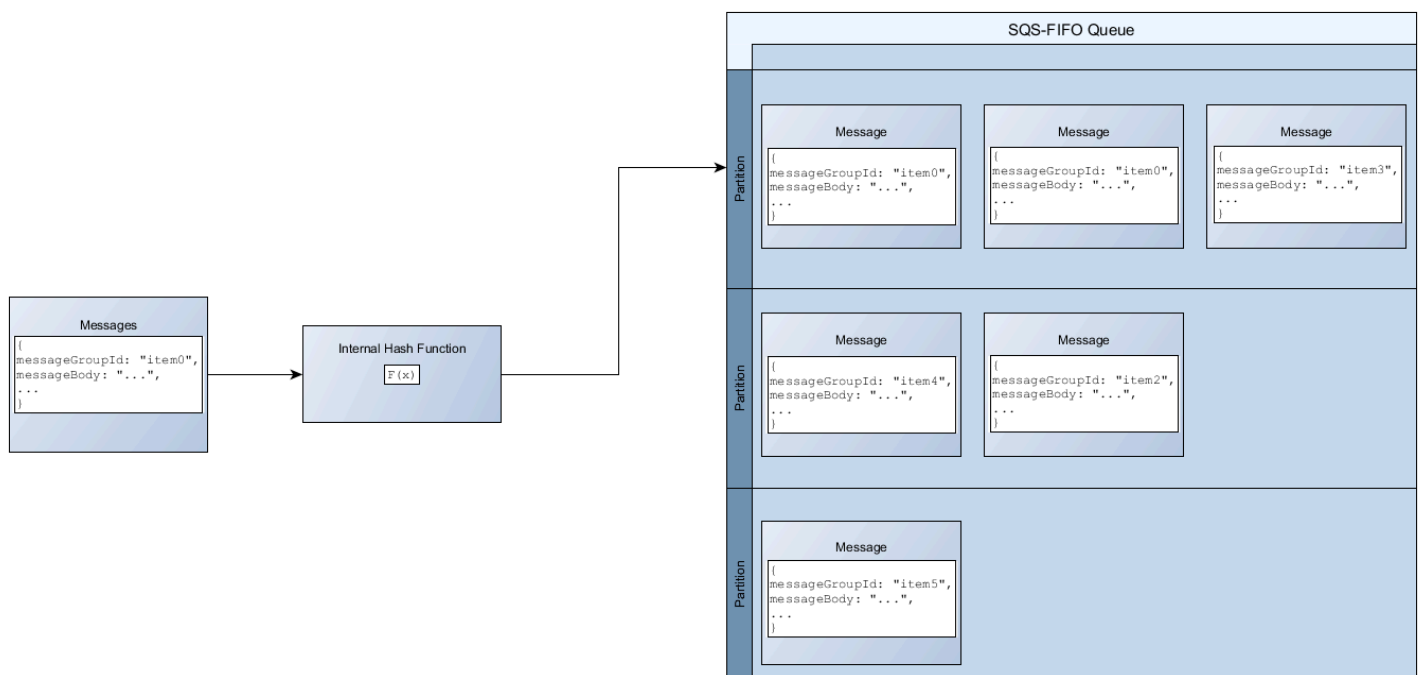 SQS-FIFO Queue
Partition
Message
{
messageGroupId: "item0",
messageBody: "...",
...
}
Message
{
messageGroupId: "item0",
messageBody: "...",
...
}
Message
{
messageGroupId: "item3",
messageBody: "...",
...
}
Messages
{
messageGroupId: "item0",
messageBody: "...",
...
}
Internal Hash Function
F(x)
Partition
Message
{
messageGroupId: "item4",
messageBody: "...",
...
}
Message
{
messageGroupId: "item2",
messageBody: "...",
...
}
Partition
Message
{
messageGroupId: "item5",
messageBody: "...",
...
}